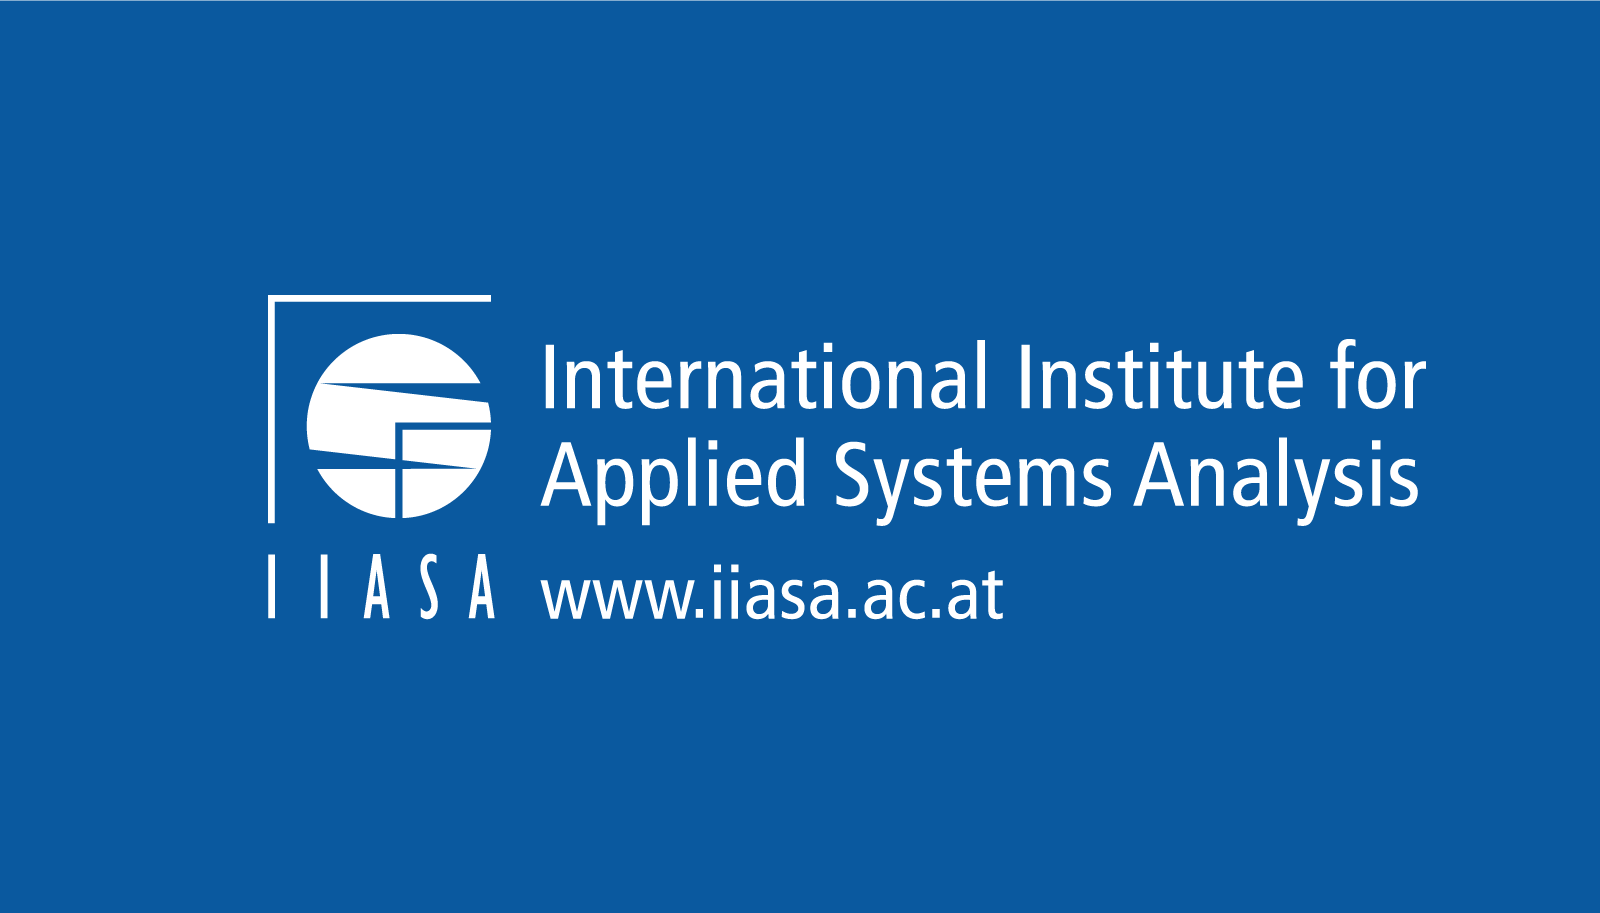 International Institute for
Applied Systems Analysis
IIASA
www.iiasa.ac.at